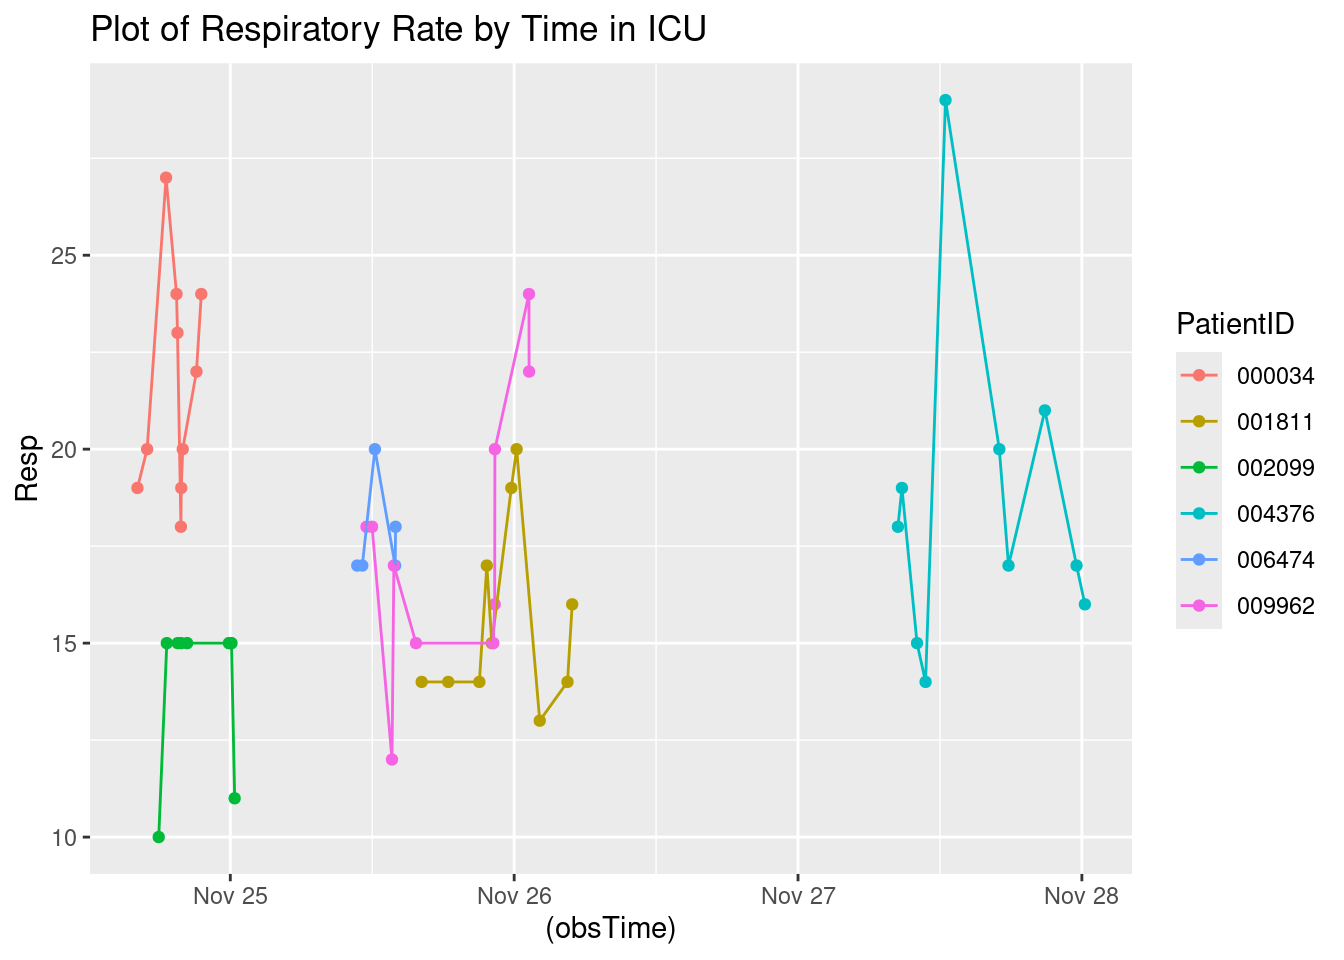 Plot of Respiratory Rate by Time in ICU
Resp
25
20
15
10
Nov 25
Nov 26
Nov 27
Nov 28
(obsTime)
PatientID
000034
001811
002099
004376
006474
009962